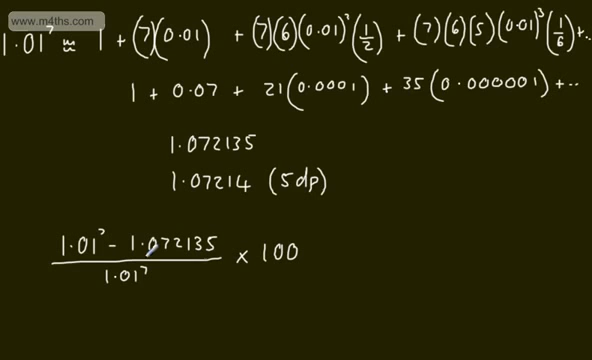 www.m4ths.com
1.01⁷ ≈ 1 + (7)(0.01) + (7)(6)(0.01)²(1/2) + (7)(6)(5)(0.01)³(1/6) + ...
1 + 0.07 + 21(0.0001) + 35(0.000001) + ...
1.072135
1.07214 (5dp)
1.01⁷ - 1.072135
1.01⁷
× 100